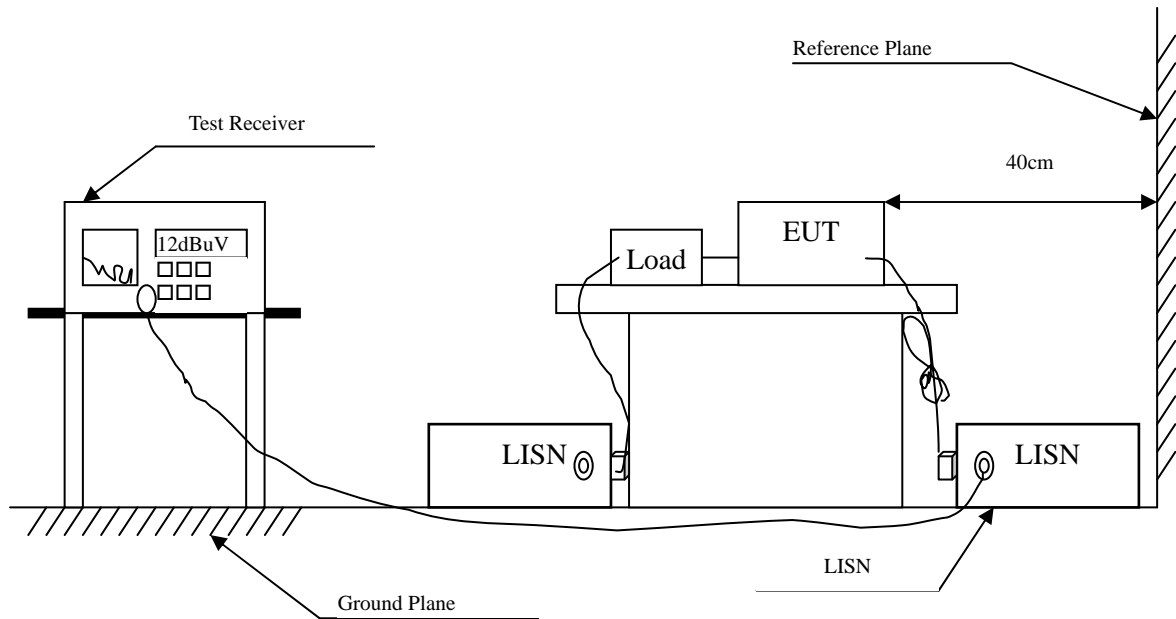 Reference Plane
Test Receiver
40cm
12dBuV
EUT
Load
LISN
LISN
LISN
Ground Plane